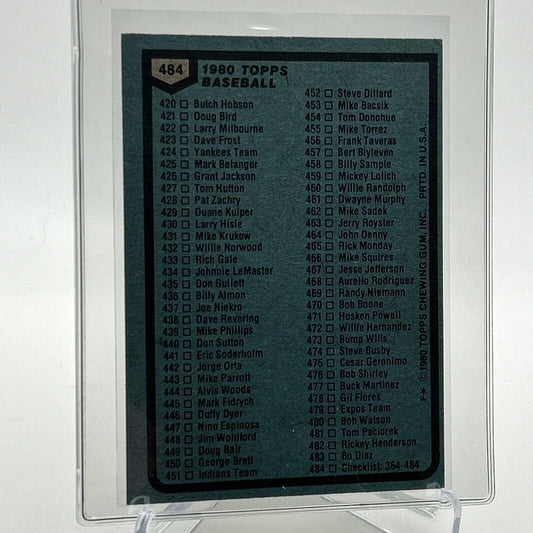 484
1980 TOPPS
BASEBALL
420 Butch Hobson
421 Doug Bird
422 Larry Milbourne
423 Dave Frost
424 Yankees Team
425 Mark Belanger
426 Grant Jackson
427 Tom Hutton
428 Pat Zachry
429 Duane Kuiper
430 Larry Hisle
431 Mike Krukow
432 Willie Norwood
433 Rich Gale
434 Johnnie LeMaster
435 Don Gullett
436 Billy Almon
437 Joe Niekro
438 Dave Revering
439 Mike Phillips
440 Don Sutton
441 Eric Soderholm
442 Jorge Orta
443 Mike Parrott
444 Alvis Woods
445 Mark Fidrych
446 Duffy Dyer
447 Nino Espinosa
448 Jim Wohlford
449 Doug Bair
450 George Brett
451 Indians Team
452 Steve Dillard
453 Mike Bacsik
454 Tom Donohue
455 Mike Torrez
456 Frank Taveras
457 Bert Blyleven
458 Billy Sample
459 Mickey Lolich
460 Willie Randolph
461 Dwayne Murphy
462 Mike Sadek
463 Jerry Royster
464 John Denny
465 Rick Monday
466 Mike Squires
467 Jesse Jefferson
468 Aurelio Rodriguez
469 Randy Niemann
470 Bob Boone
471 Hosken Powell
472 Willie Hernandez
473 Bump Wills
474 Steve Busby
475 Cesar Geronimo
476 Bob Shirley
477 Buck Martinez
478 Gil Flores
479 Expos Team
480 Bob Watson
481 Tom Paciorek
482 Rickey Henderson
483 Bo Diaz
484 Checklist: 364-484
F* © 1980 TOPPS CHEWING GUM, INC. PRTD. IN U.S.A.